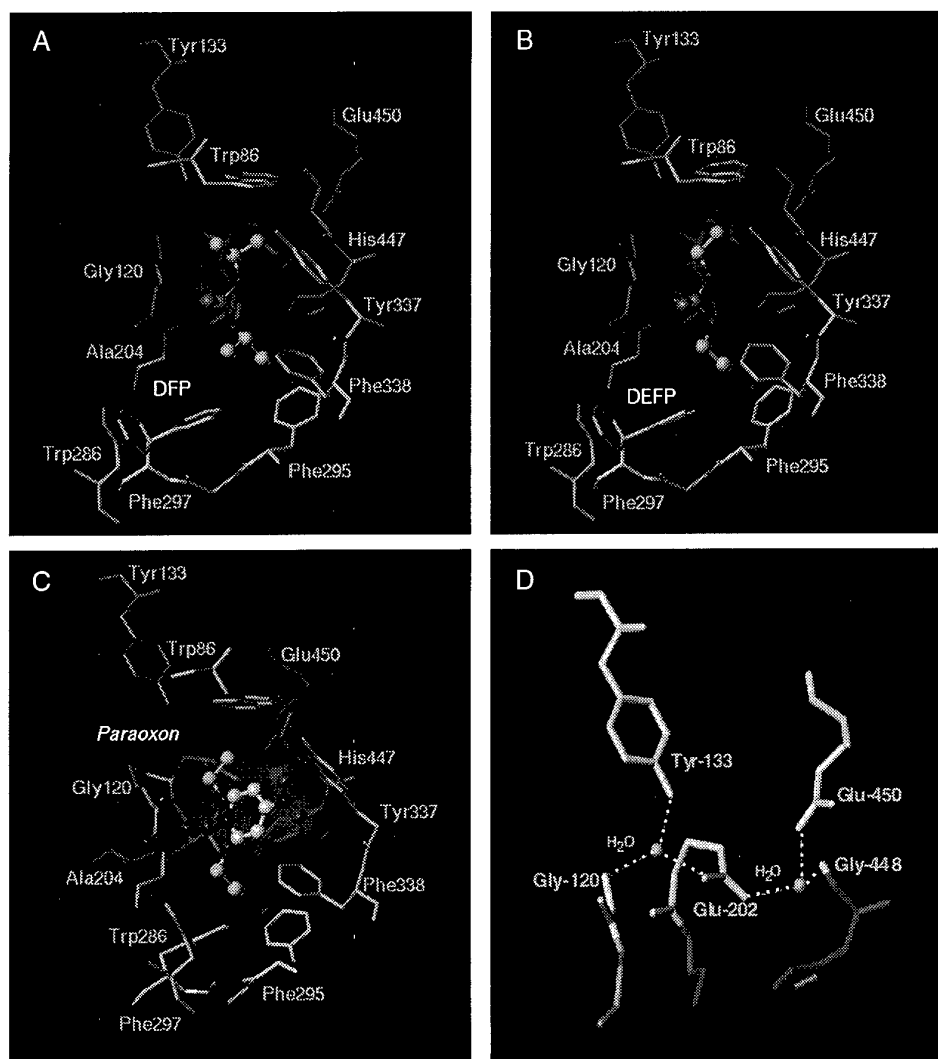 A
Tyr133
Glu450
Trp86
His447
Gly120
Tyr337
Ala204
DFP
Phe338
Trp286
Phe295
Phe297
B
Tyr133
Glu450
Trp86
His447
Gly120
Tyr337
Ala204
DEFP
Phe338
Trp286
Phe295
Phe297
C
Tyr133
Trp86
Glu450
Paraoxon
His447
Gly120
Tyr337
Ala204
Phe338
Trp286
Phe295
Phe297
D
Tyr-133
Glu-450
H2O
H2O
Gly-448
Gly-120
Glu-202